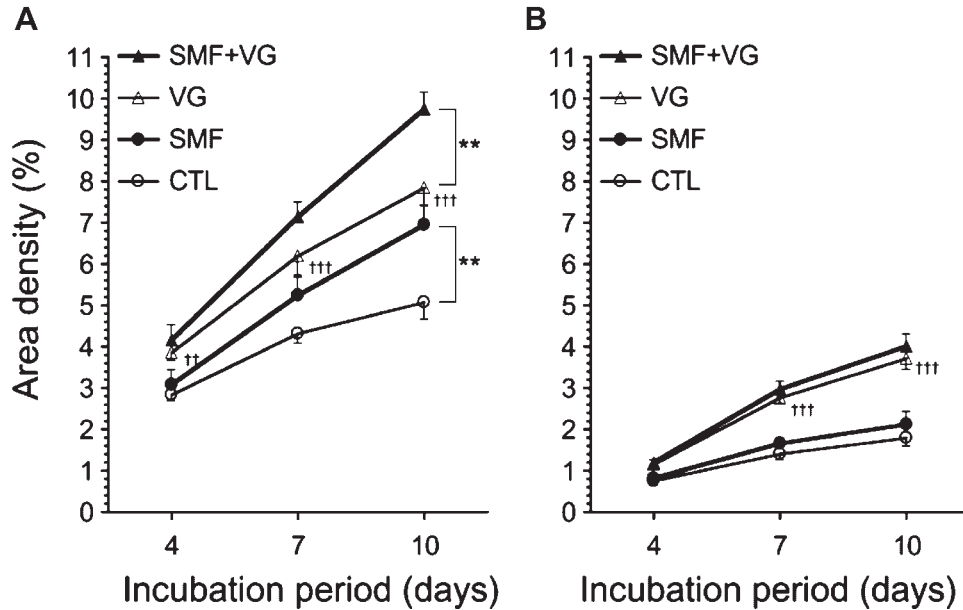 A
SMF+VG
VG
SMF
CTL
Area density (%)
11
10
9
8
7
6
5
4
3
2
1
0
**
†††
**
†††
††
4
7
10
Incubation period (days)
B
SMF+VG
VG
SMF
CTL
11
10
9
8
7
6
5
4
3
2
1
0
†††
†††
4
7
10
Incubation period (days)